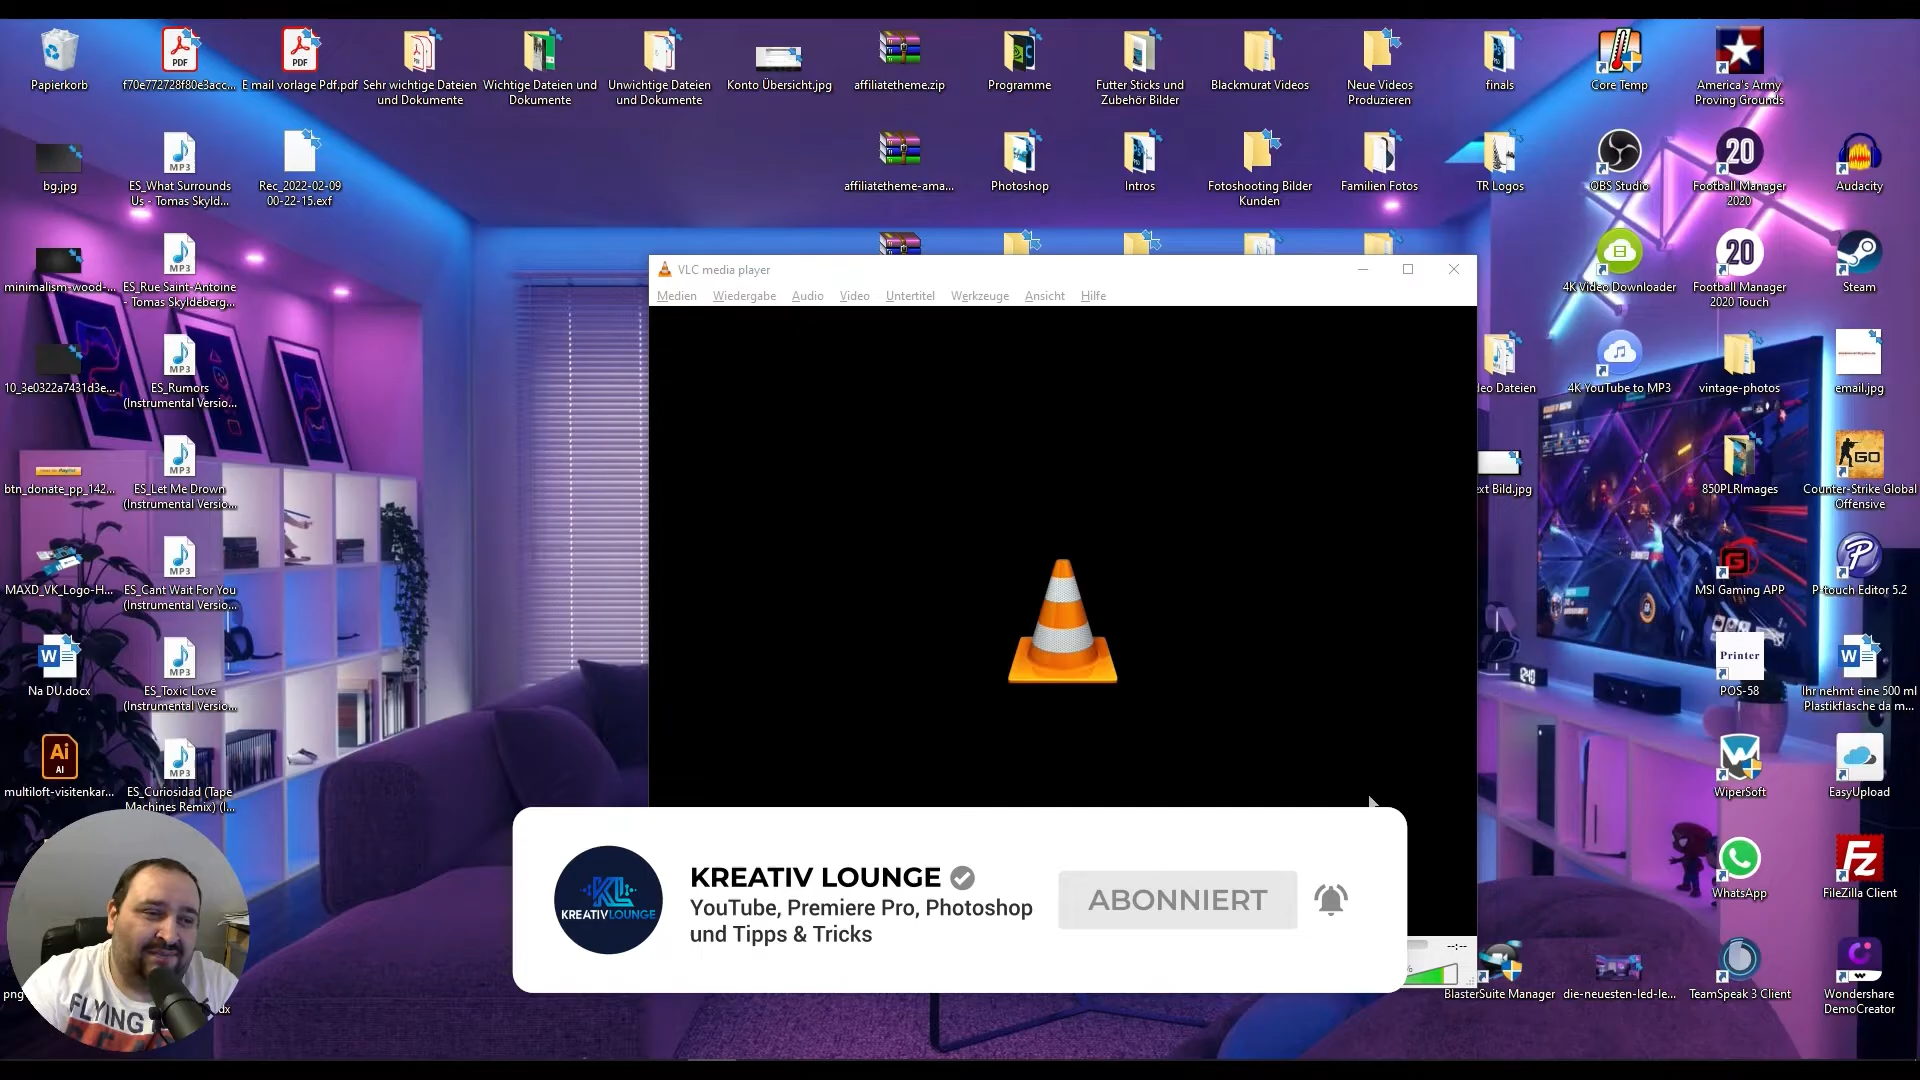 Papierkorb
f70e772728f80e3acc...
E mail vorlage Pdf.pdf
Sehr wichtige Dateien
und Dokumente
Wichtige Dateien und
Dokumente
Unwichtige Dateien
und Dokumente
Konto Übersicht.jpg
affiliatetheme.zip
Programme
Futter Sticks und
Zubehör Bilder
Blackmurat Videos
Neue Videos
Produzieren
finals
Core Temp
America's Army
Proving Grounds
bg.jpg
ES_What Surrounds
Us - Tomas Skyld...
Rec_2022-02-09
00-22-15.exf
affiliatetheme-ama...
Photoshop
Intros
Fotoshooting Bilder
Kunden
Familien Fotos
TR Logos
OBS Studio
Football Manager
2020
Audacity
VLC media player
Medien Wiedergabe Audio Video Untertitel Werkzeuge Ansicht Hilfe
minimalism-wood-...
ES_Rue Saint-Antoine
- Tomas Skyldeberg...
4K Video Downloader
Football Manager
2020 Touch
Steam
10_3e0322a7431d3e...
ES_Rumors
(Instrumental Versio...
deo Dateien
4K YouTube to MP3
vintage-photos
email.jpg
btn_donate_pp_142...
ES_Let Me Drown
(Instrumental Versio...
ext Bild.jpg
850PLRImages
Counter-Strike Global
Offensive
MAXD_VK_Logo-H...
ES_Cant Wait For You
(Instrumental Versio...
MSI Gaming APP
P-touch Editor 5.2
Na DU.docx
ES_Toxic Love
(Instrumental Versio...
Printer
POS-58
Ihr nehmt eine 500 ml
Plastikflasche da m...
multiloft-visitenkar...
ES_Curiosidad (Tape
Machines Remix) (I...
WiperSoft
EasyUpload
KREATIV LOUNGE
YouTube, Premiere Pro, Photoshop
und Tipps & Tricks
KL
KREATIVLOUNGE
ABONNIERT
WhatsApp
FileZilla Client
--:--
png
dx
FLYING
BlasterSuite Manager
die-neuesten-led-le...
TeamSpeak 3 Client
Wondershare
DemoCreator